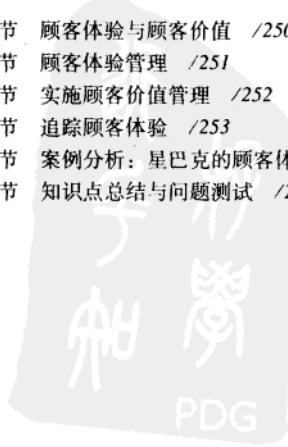 节 顾客体验与顾客价值 /250
节 顾客体验管理 /251
节 实施顾客价值管理 /252
节 追踪顾客体验 /253
节 案例分析：星巴克的顾客体
节 知识点总结与问题测试 /2
PDG